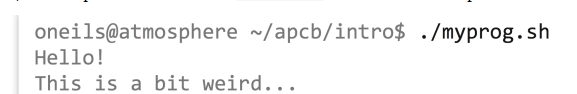 oneils@atmosphere ~/apcb/intro$ ./myprog.sh
Hello!
This is a bit weird...